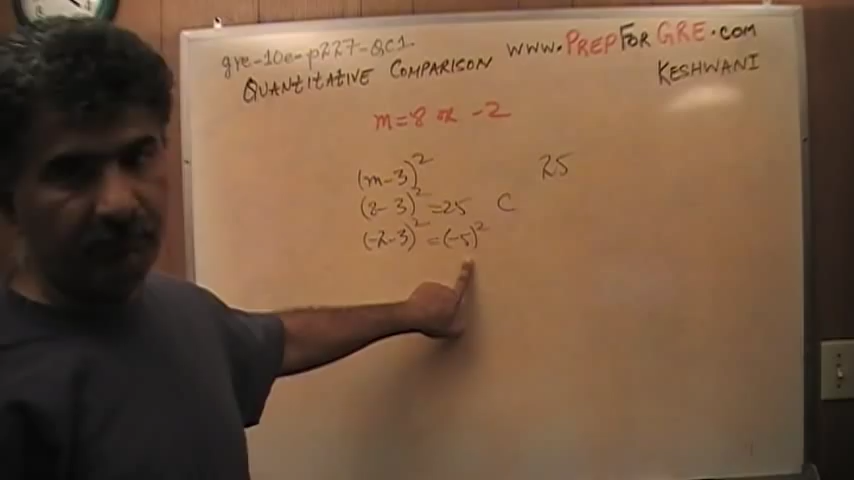 gre-10e-p227-QC1
QUANTITATIVE COMPARISON
www.PREPFORGRE.com
KESHWANI
m=8 or -2
(m-3)² 25
(8-3)²=25 C
(-2-3)²=(-5)²